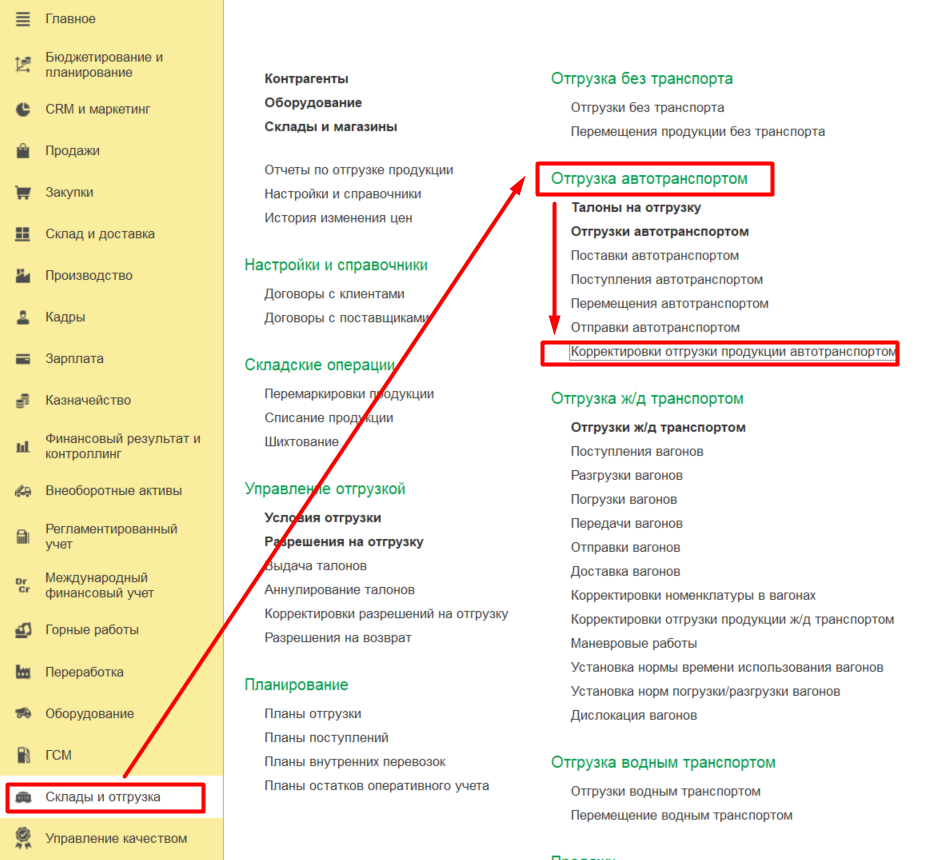 Главное
Бюджетирование и
планирование
CRM и маркетинг
Продажи
Закупки
Склад и доставка
Производство
Кадры
Зарплата
Казначейство
Финансовый результат и
контроллинг
Внеоборотные активы
Регламентированный
учет
Международный
финансовый учет
Горные работы
Переработка
Оборудование
ГСМ
Склады и отгрузка
Управление качеством
Контрагенты
Оборудование
Склады и магазины
Отчеты по отгрузке продукции
Настройки и справочники
История изменения цен
Настройки и справочники
Договоры с клиентами
Договоры с поставщиками
Складские операции
Перемаркировки продукции
Списание продукции
Шихтование
Управление отгрузкой
Условия отгрузки
Разрешения на отгрузку
Выдача талонов
Аннулирование талонов
Корректировки разрешений на отгрузку
Разрешения на возврат
Планирование
Планы отгрузки
Планы поступлений
Планы внутренних перевозок
Планы остатков оперативного учета
Отгрузка без транспорта
Отгрузки без транспорта
Перемещения продукции без транспорта
Отгрузка автотранспортом
Талоны на отгрузку
Отгрузки автотранспортом
Поставки автотранспортом
Поступления автотранспортом
Перемещения автотранспортом
Отправки автотранспортом
Корректировки отгрузки продукции автотранспортом
Отгрузка ж/д транспортом
Отгрузки ж/д транспортом
Поступления вагонов
Разгрузки вагонов
Погрузки вагонов
Передачи вагонов
Отправки вагонов
Доставка вагонов
Корректировки номенклатуры в вагонах
Корректировки отгрузки продукции ж/д транспортом
Маневровые работы
Установка нормы времени использования вагонов
Установка норм погрузки/разгрузки вагонов
Дислокация вагонов
Отгрузка водным транспортом
Отгрузки водным транспортом
Перемещение водным транспортом